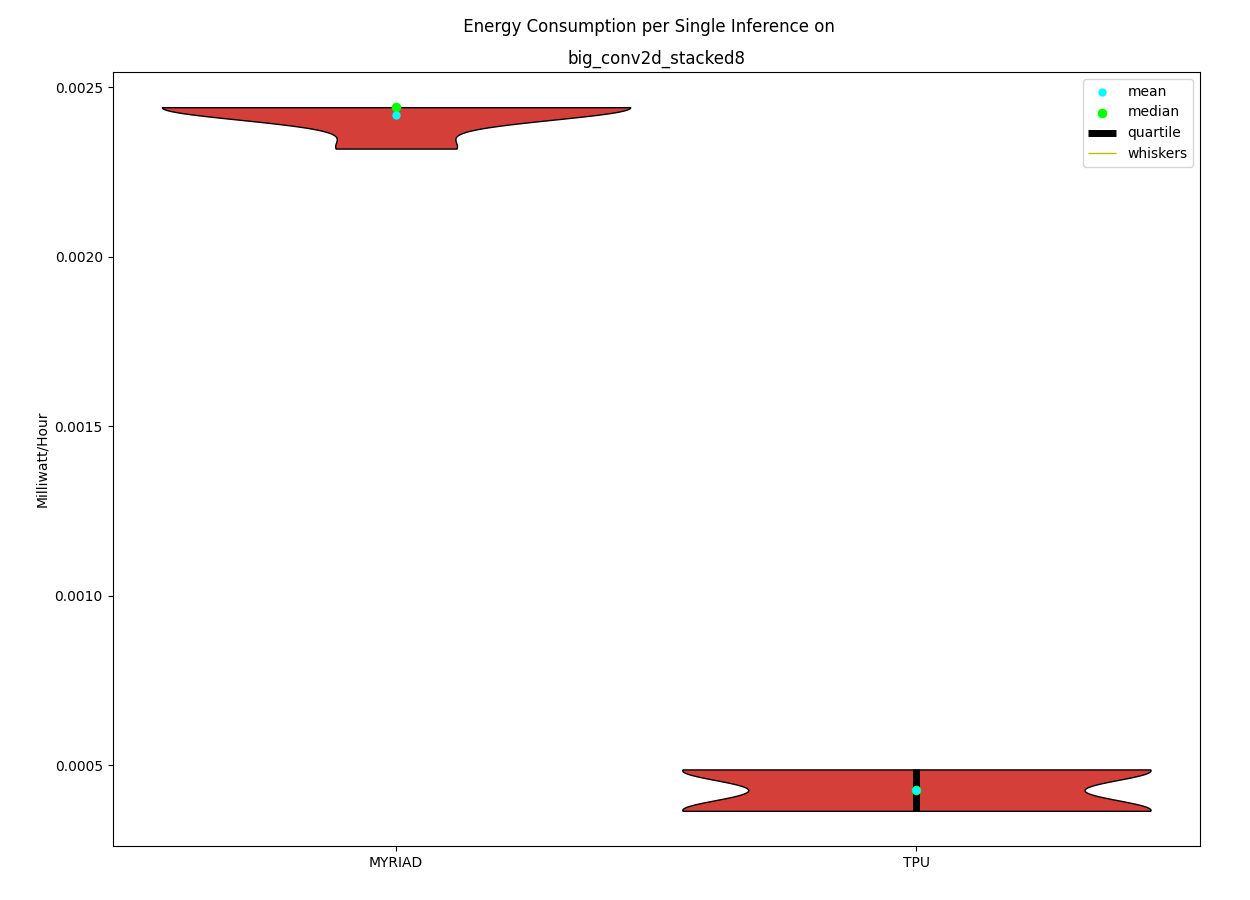 Energy Consumption per Single Inference on
big_conv2d_stacked8
mean
median
quartile
whiskers
Milliwatt/Hour
0.0025
0.0020
0.0015
0.0010
0.0005
MYRIAD
TPU